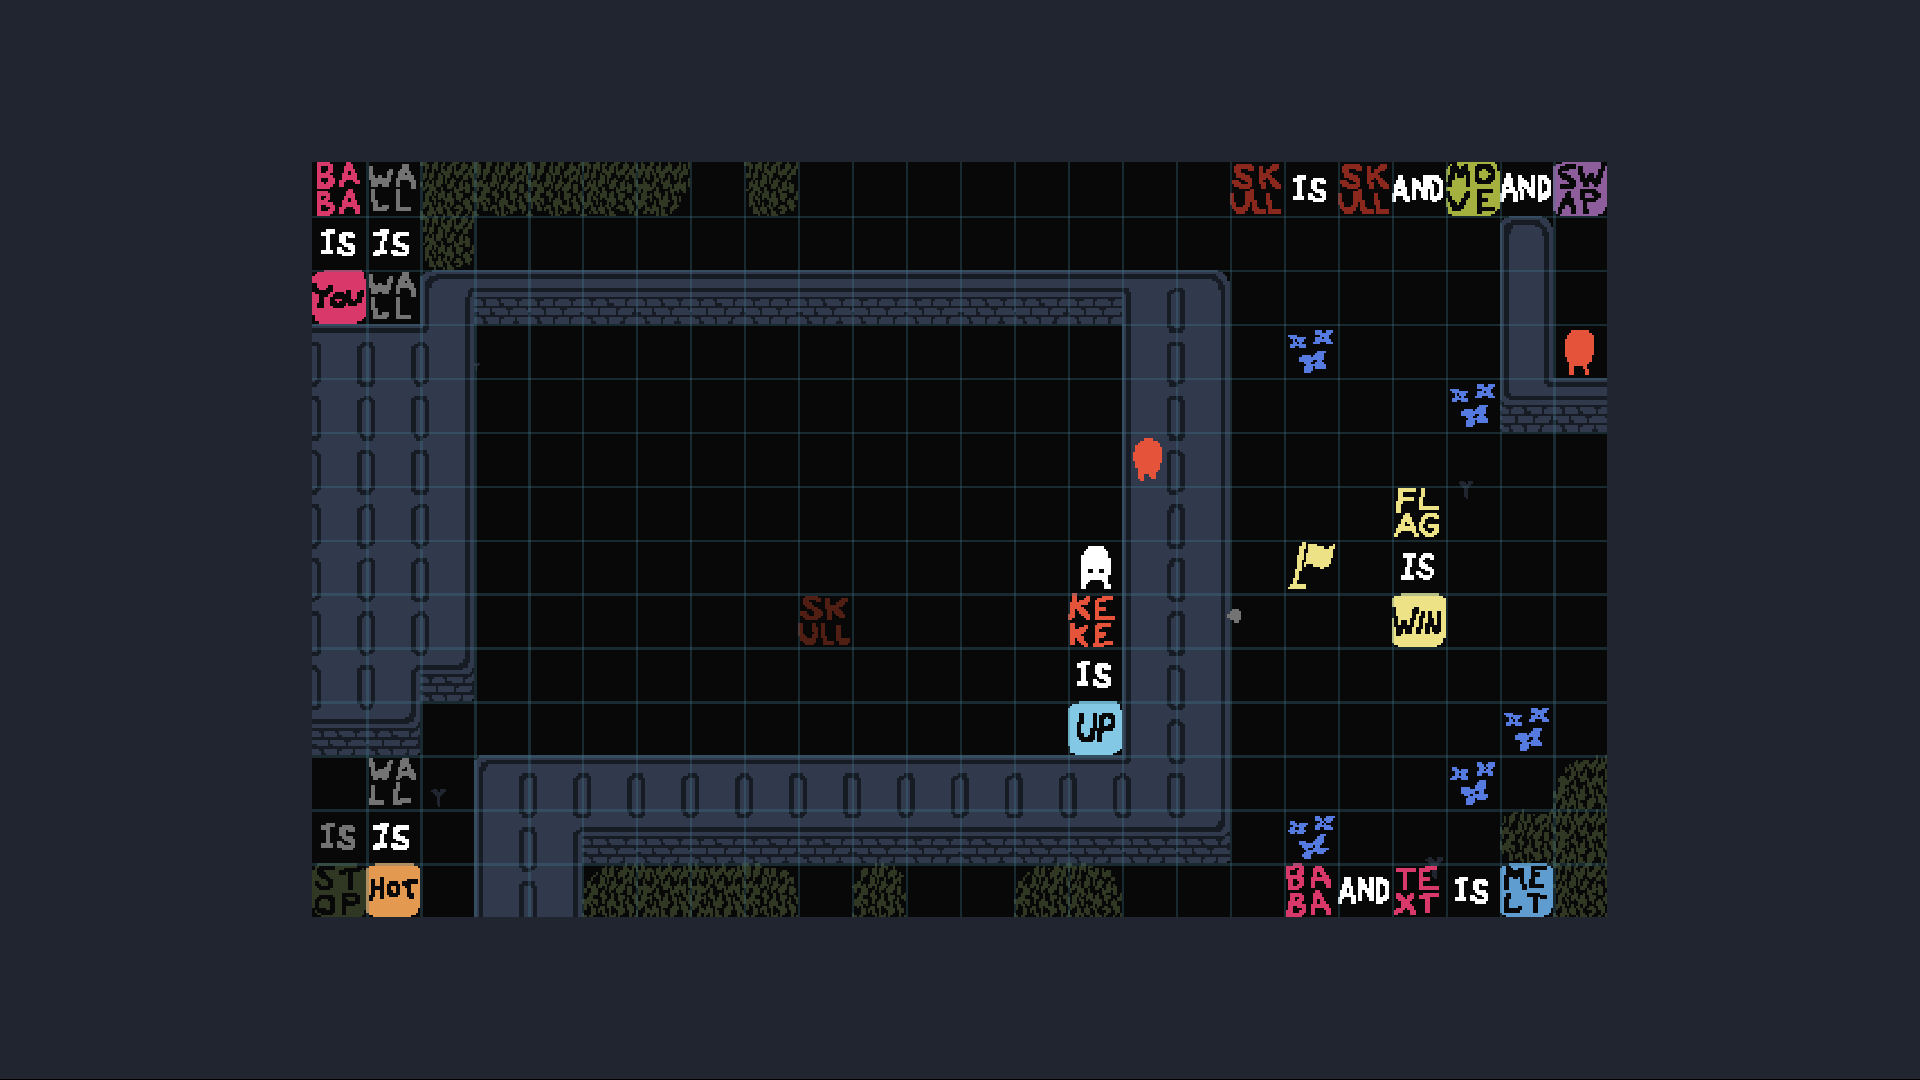 BABA IS YOU
WALL IS WALL
SKULL IS SKULL AND MOVE AND SWAP
FLAG IS WIN
SKULL
KEKE IS UP
WALL IS HOT
IS STOP
BABA AND TEXT IS MELT